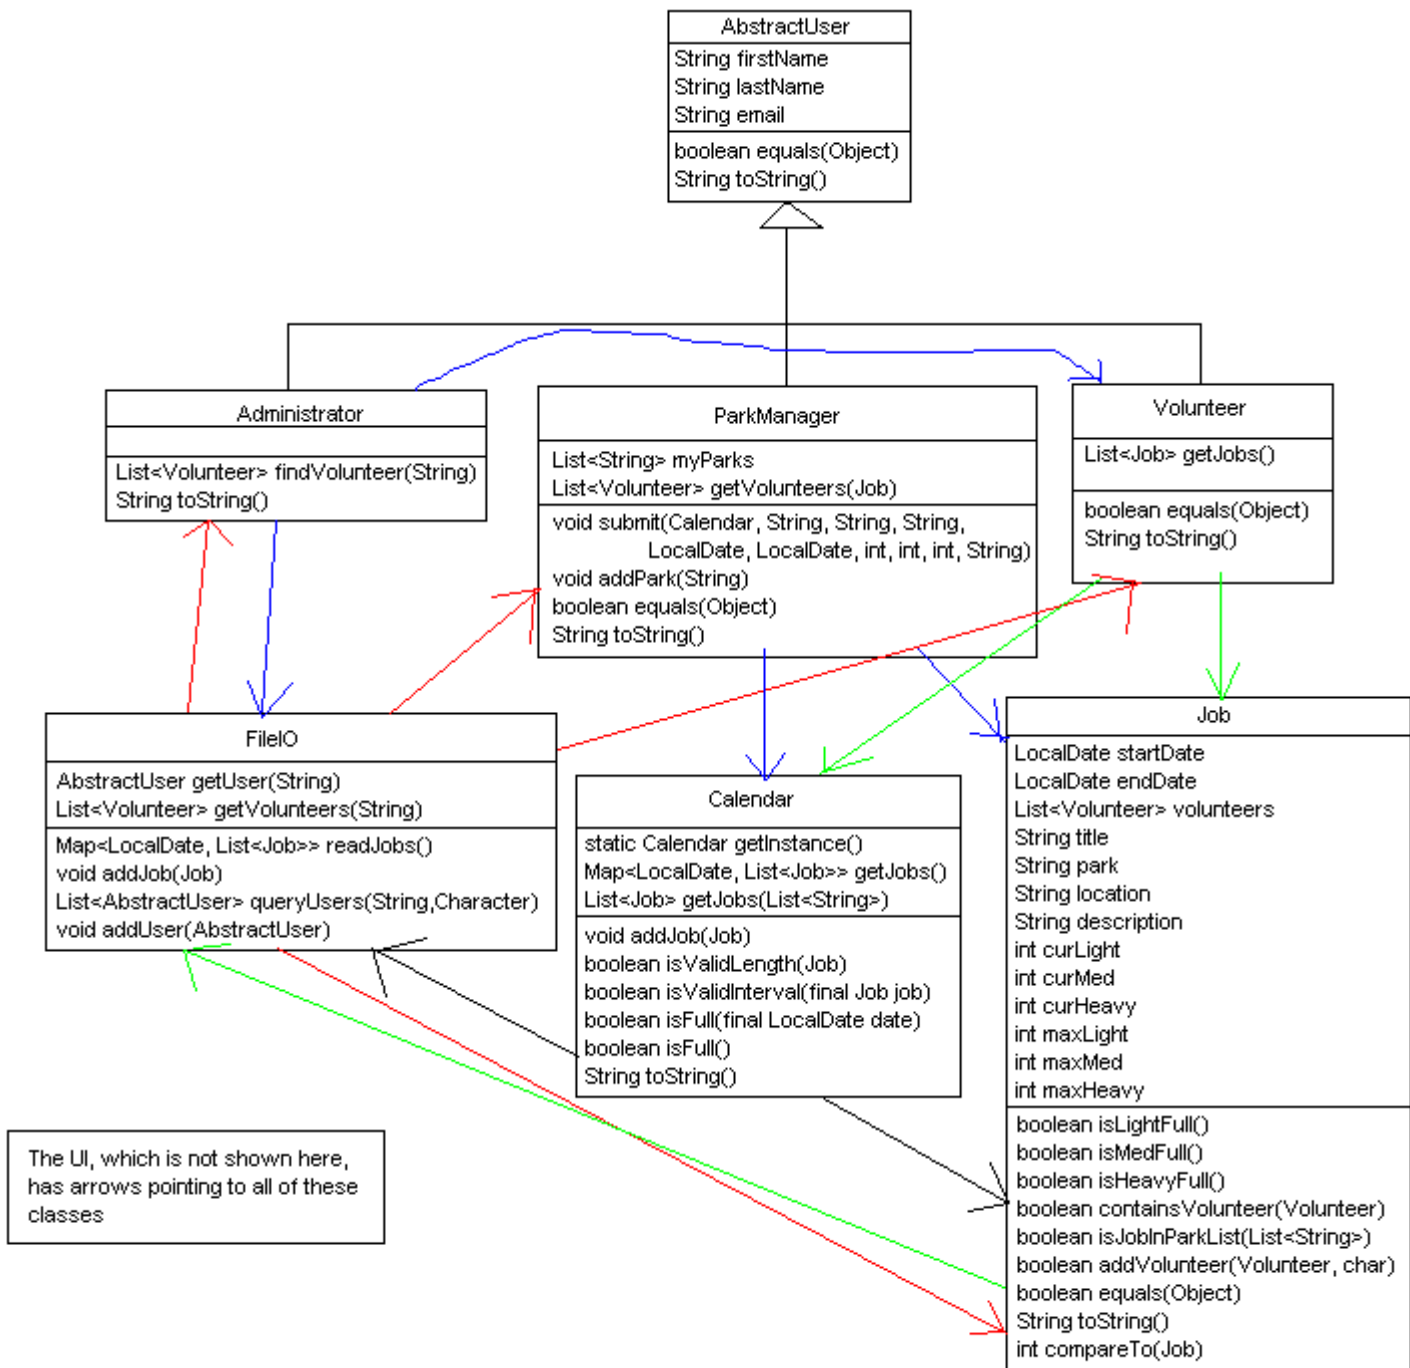 AbstractUser
String firstName
String lastName
String email
boolean equals(Object)
String toString()
Administrator
List<Volunteer> findVolunteer(String)
String toString()
ParkManager
List<String> myParks
List<Volunteer> getVolunteers(Job)
void submit(Calendar, String, String, String,
LocalDate, LocalDate, int, int, int, String)
void addPark(String)
boolean equals(Object)
String toString()
Volunteer
List<Job> getJobs()
boolean equals(Object)
String toString()
FileIO
AbstractUser getUser(String)
List<Volunteer> getVolunteers(String)
Map<LocalDate, List<Job>> readJobs()
void addJob(Job)
List<AbstractUser> queryUsers(String,Character)
void addUser(AbstractUser)
Calendar
static Calendar getInstance()
Map<LocalDate, List<Job>> getJobs()
List<Job> getJobs(List<String>)
void addJob(Job)
boolean isValidLength(Job)
boolean isValidInterval(final Job job)
boolean isFull(final LocalDate date)
boolean isFull()
String toString()
Job
LocalDate startDate
LocalDate endDate
List<Volunteer> volunteers
String title
String park
String location
String description
int curLight
int curMed
int curHeavy
int maxLight
int maxMed
int maxHeavy
boolean isLightFull()
boolean isMedFull()
boolean isHeavyFull()
boolean containsVolunteer(Volunteer)
boolean isJobInParkList(List<String>)
boolean addVolunteer(Volunteer, char)
boolean equals(Object)
String toString()
int compareTo(Job)
The UI, which is not shown here,
has arrows pointing to all of these
classes